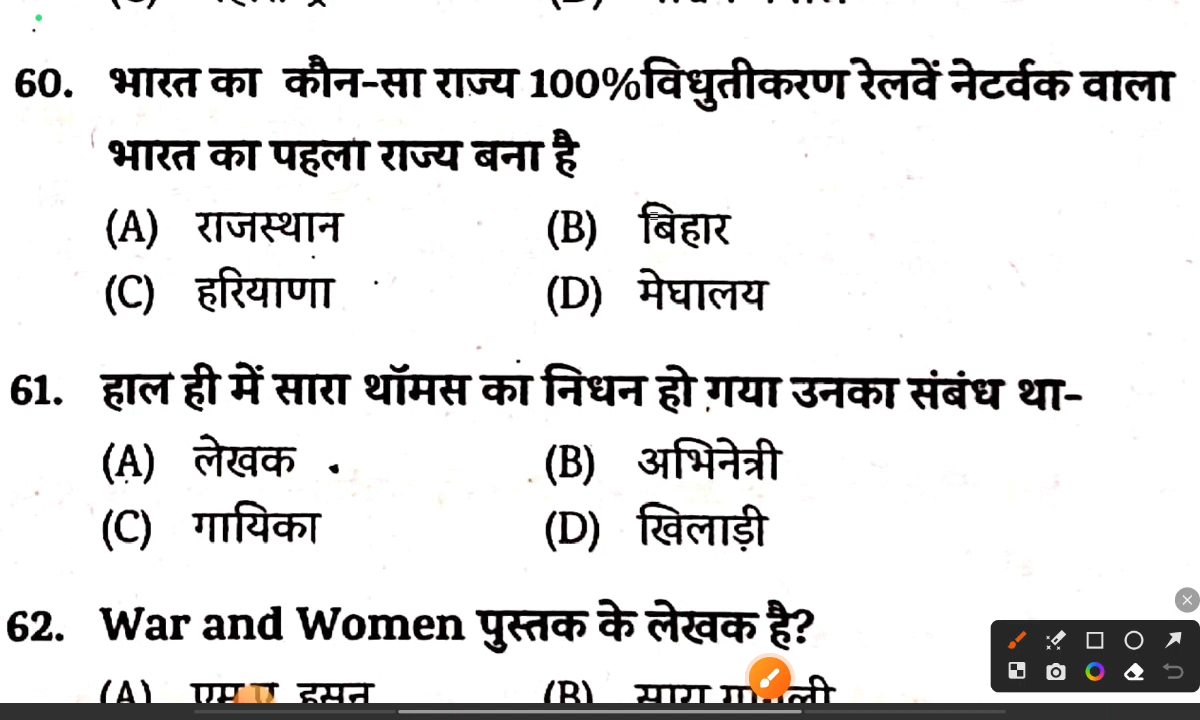 60. भारत का कौन-सा राज्य 100%विधुतीकरण रेलवें नेटर्वक वाला
भारत का पहला राज्य बना है
(A) राजस्थान (B) बिहार
(C) हरियाणा (D) मेघालय
61. हाल ही में सारा थॉमस का निधन हो गया उनका संबंध था-
(A) लेखक (B) अभिनेत्री
(C) गायिका (D) खिलाड़ी
62. War and Women पुस्तक के लेखक है?
(A) हसन (B) सारा